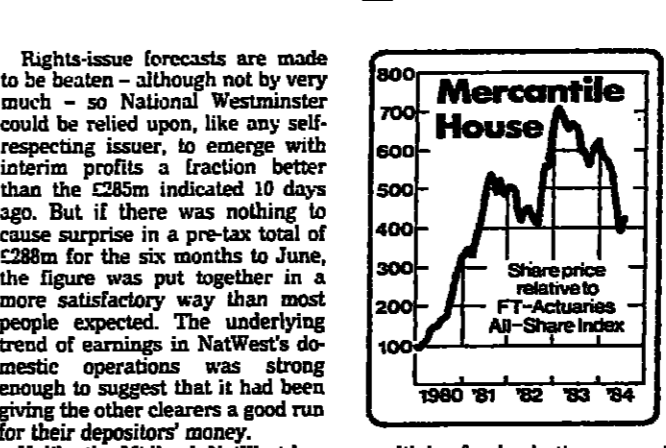 Rights-issue forecasts are made
to be beaten – although not by very
much – so National Westminster
could be relied upon, like any self-
respecting issuer, to emerge with
interim profits a fraction better
than the £285m indicated 10 days
ago. But if there was nothing to
cause surprise in a pre-tax total of
£288m for the six months to June,
the figure was put together in a
more satisfactory way than most
people expected. The underlying
trend of earnings in NatWest's do-
mestic operations was strong
enough to suggest that it had been
giving the other clearers a good run
for their depositors' money.
Mercantile
House
800
700
600
500
400
300
200
100
Share price
relative to
FT-Actuaries
All-Share Index
1980 '81 '82 '83 '84